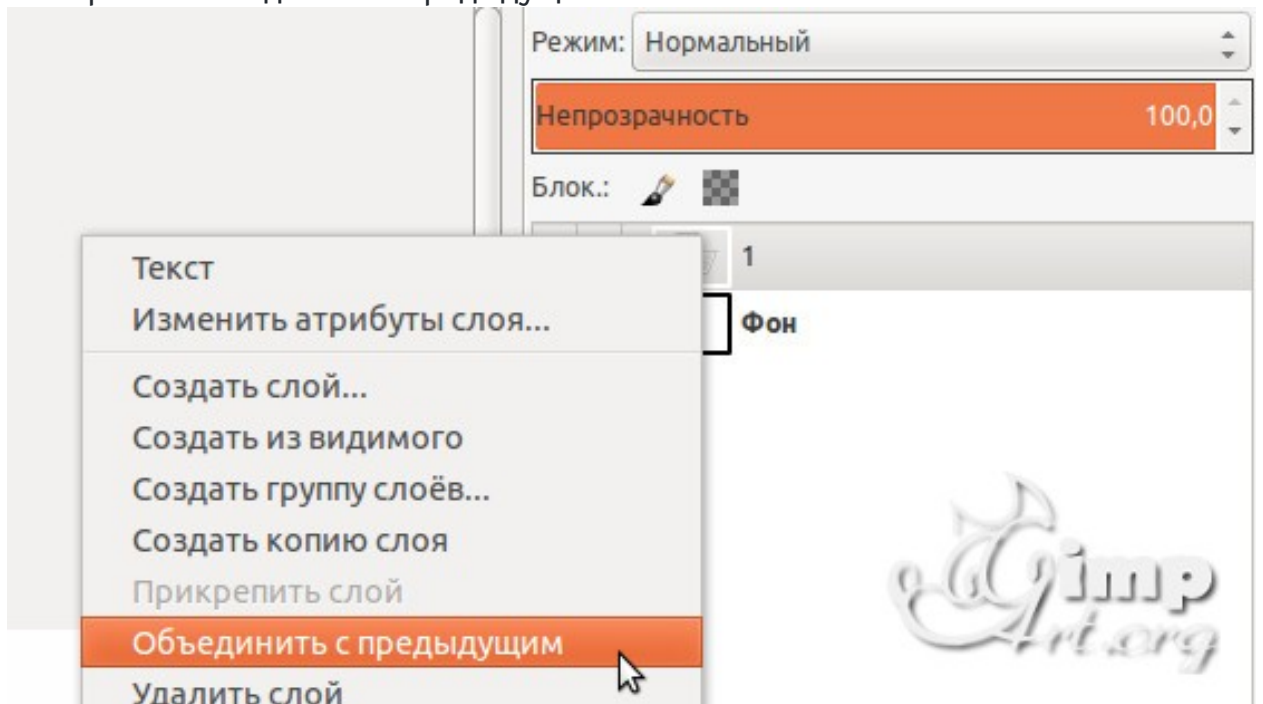 Режим: Нормальный
Непрозрачность 100,0
Блок.:
1
Фон
Текст
Изменить атрибуты слоя...
Создать слой...
Создать из видимого
Создать группу слоёв...
Создать копию слоя
Прикрепить слой
Объединить с предыдущим
Удалить слой
Gimp
Art.org